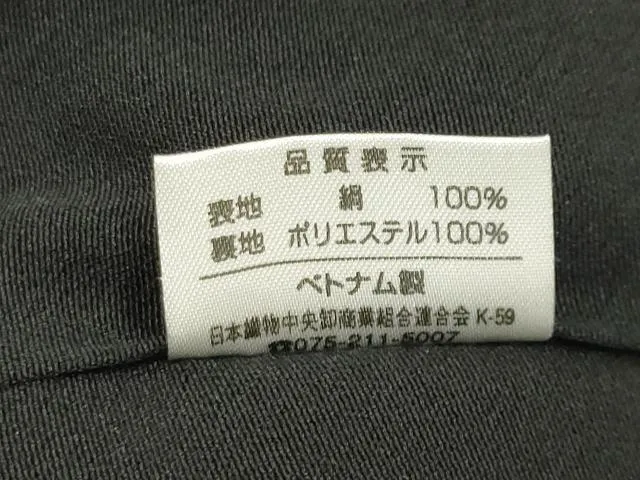 品質表示
表地 絹 100%
裏地 ポリエステル100%
ベトナム製
日本織物中央卸商業組合連合会 K-59
☎075-211-5007